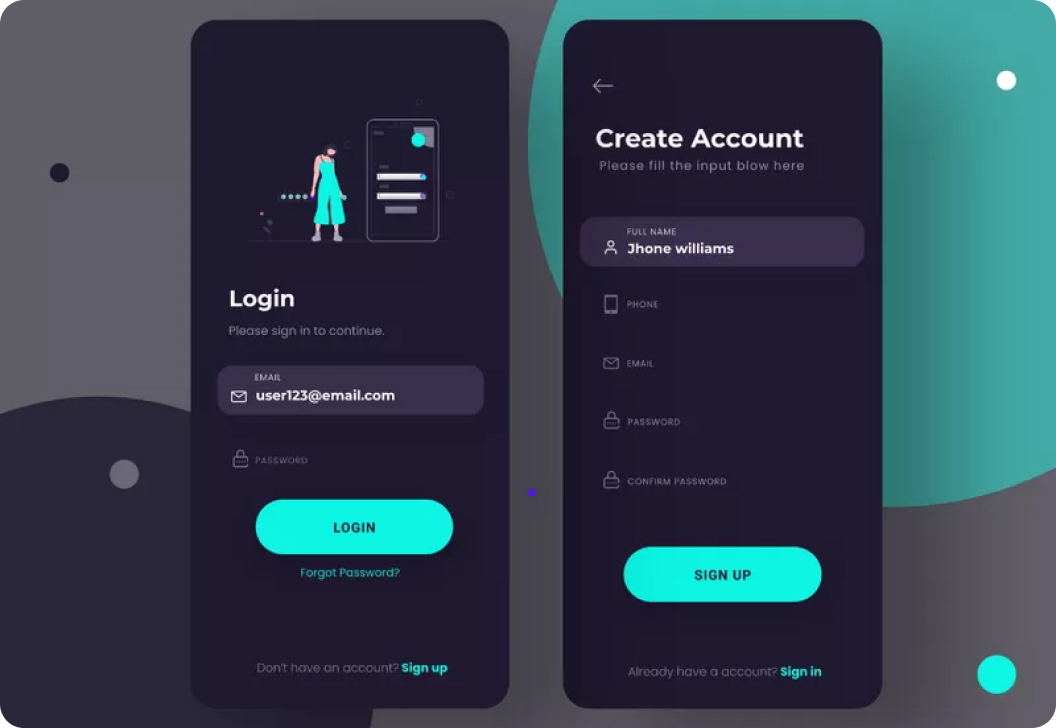 Login
Please sign in to continue.
EMAIL
user123@email.com
PASSWORD
LOGIN
Forgot Password?
Don't have an account? Sign up
Create Account
Please fill the input blow here
FULL NAME
Jhone williams
PHONE
EMAIL
PASSWORD
CONFIRM PASSWORD
SIGN UP
Already have a account? Sign in